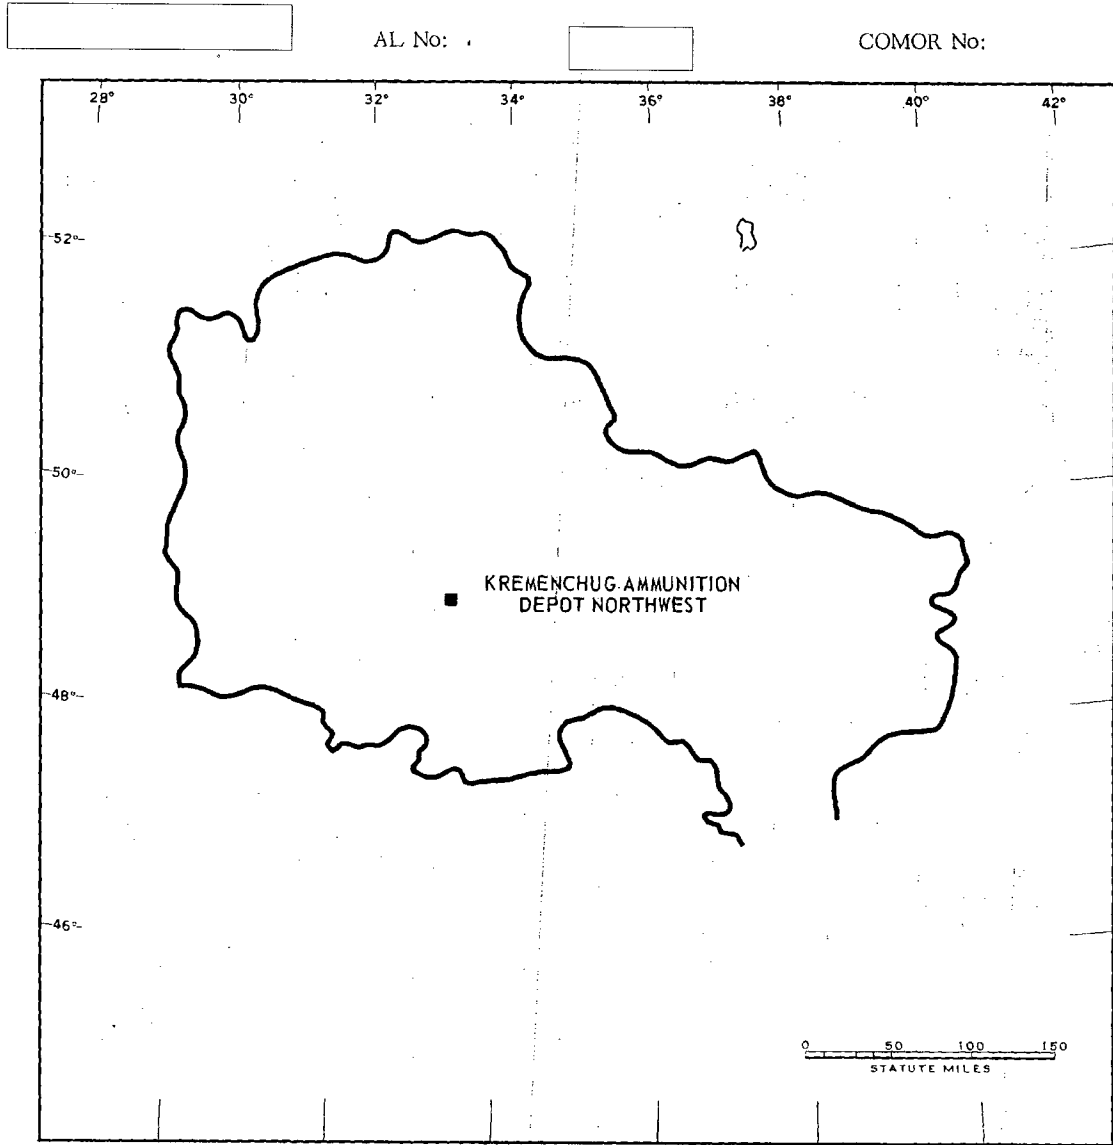 AL No:
COMOR No:
28° 30° 32° 34° 36° 38° 40° 42°
52°
50°
KREMENCHUG AMMUNITION
DEPOT NORTHWEST
48°
46°
0 50 100 150
STATUTE MILES